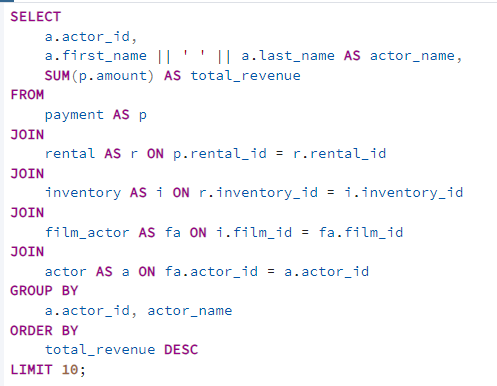 SELECT
    a.actor_id,
    a.first_name || ' ' || a.last_name AS actor_name,
    SUM(p.amount) AS total_revenue
FROM
    payment AS p
JOIN
    rental AS r ON p.rental_id = r.rental_id
JOIN
    inventory AS i ON r.inventory_id = i.inventory_id
JOIN
    film_actor AS fa ON i.film_id = fa.film_id
JOIN
    actor AS a ON fa.actor_id = a.actor_id
GROUP BY
    a.actor_id, actor_name
ORDER BY
    total_revenue DESC
LIMIT 10;